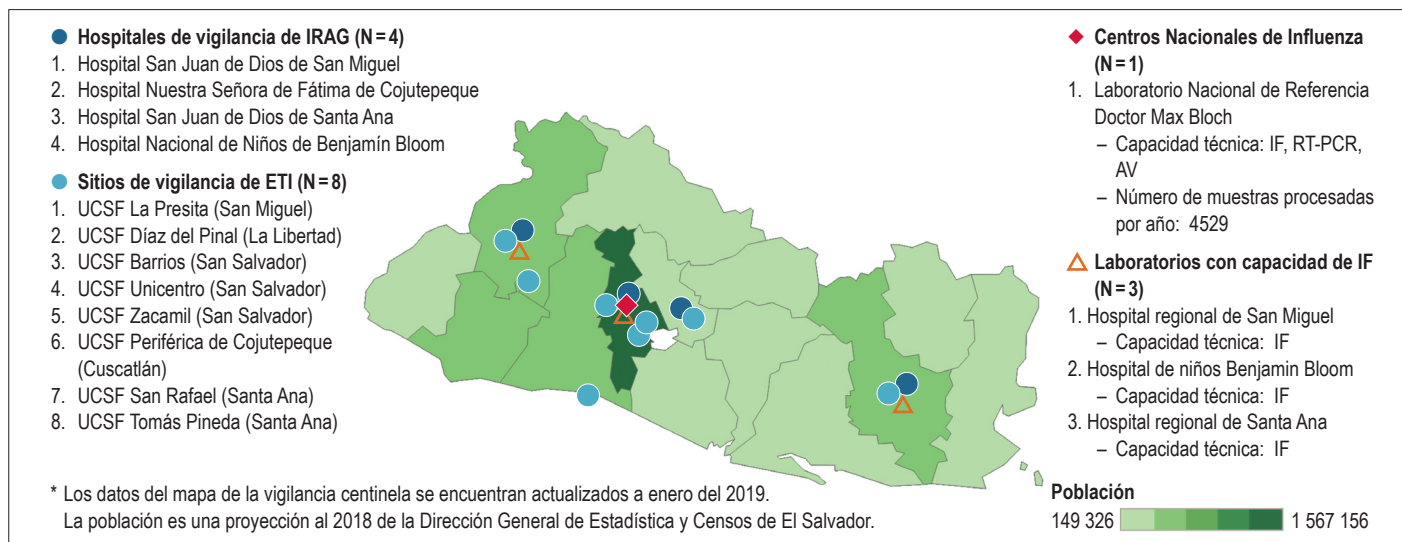 Hospitales de vigilancia de IRAG (N = 4)
1. Hospital San Juan de Dios de San Miguel
2. Hospital Nuestra Señora de Fátima de Cojutepeque
3. Hospital San Juan de Dios de Santa Ana
4. Hospital Nacional de Niños de Benjamín Bloom
Sitios de vigilancia de ETI (N = 8)
1. UCSF La Presita (San Miguel)
2. UCSF Díaz del Pinal (La Libertad)
3. UCSF Barrios (San Salvador)
4. UCSF Unicentro (San Salvador)
5. UCSF Zacamil (San Salvador)
6. UCSF Periférica de Cojutepeque
(Cuscatlán)
7. UCSF San Rafael (Santa Ana)
8. UCSF Tomás Pineda (Santa Ana)
Centros Nacionales de Influenza
(N = 1)
1. Laboratorio Nacional de Referencia
Doctor Max Bloch
– Capacidad técnica: IF, RT-PCR,
AV
– Número de muestras procesadas
por año: 4529
Laboratorios con capacidad de IF
(N = 3)
1. Hospital regional de San Miguel
– Capacidad técnica: IF
2. Hospital de niños Benjamin Bloom
– Capacidad técnica: IF
3. Hospital regional de Santa Ana
– Capacidad técnica: IF
* Los datos del mapa de la vigilancia centinela se encuentran actualizados a enero del 2019.
La población es una proyección al 2018 de la Dirección General de Estadística y Censos de El Salvador.
Población
149 326 1 567 156